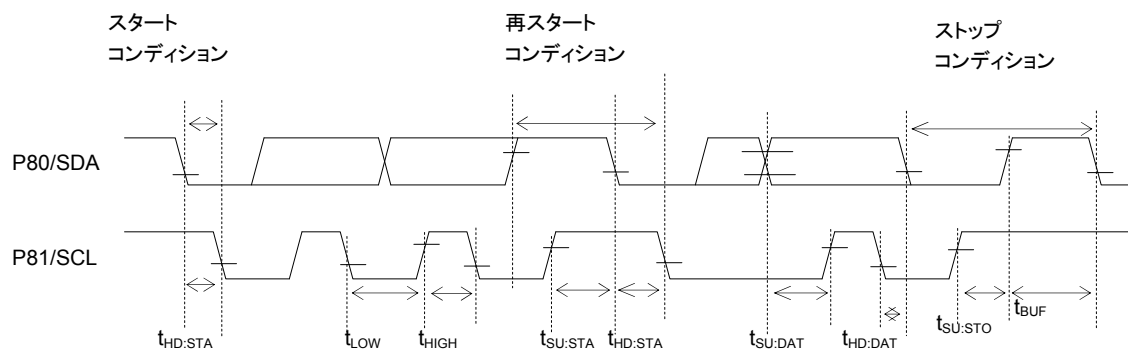 スタート
コンディション
再スタート
コンディション
ストップ
コンディション
P80/SDA
P81/SCL
tHD:STA
tLOW
tHIGH
tSU:STA
tHD:STA
tSU:DAT
tHD:DAT
tSU:STO
tBUF